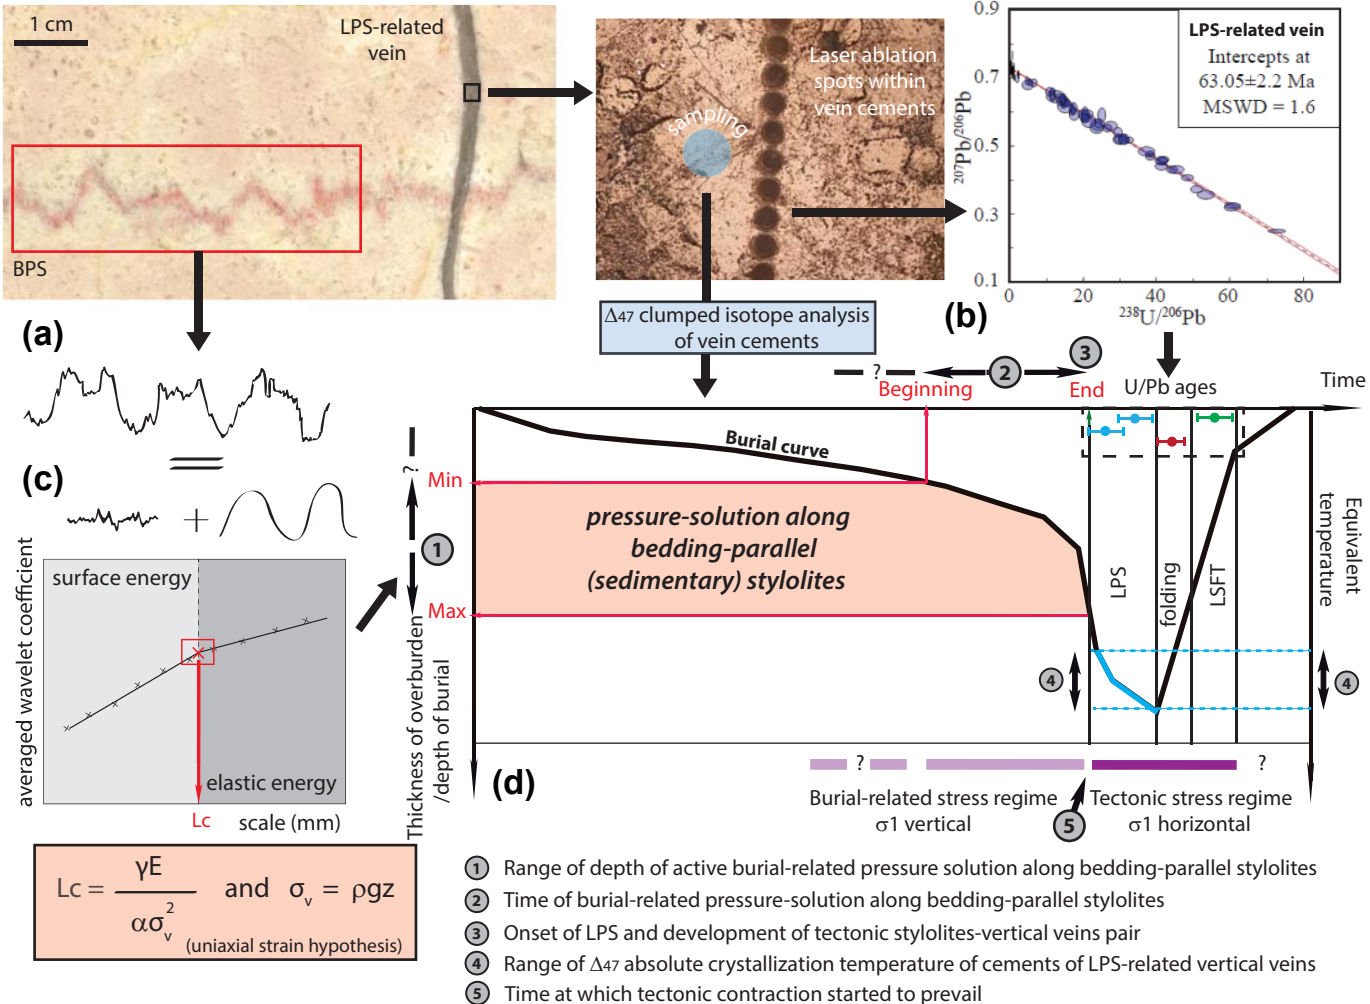 1 cm
LPS-related
vein
BPS
(a)
Laser ablation
spots within
vein cements
sampling
Δ47 clumped isotope analysis
of vein cements
LPS-related vein
Intercepts at
63.05±2.2 Ma
MSWD = 1.6
0.9
0.7
0.5
0.3
0.1
207Pb/206Pb
0 20 40 60 80
238U/206Pb
(b)
(c)
=
+
surface energy
elastic energy
averaged wavelet coefficient
Lc
scale (mm)
Lc = γE / ασv² and σv = ρgz
(uniaxial strain hypothesis)
? 2 3
Beginning
End
U/Pb ages
Time
Burial curve
?
Min
1
Max
Thickness of overburden
/depth of burial
pressure-solution along
bedding-parallel
(sedimentary) stylolites
LPS
folding
LSFT
Equivalent
temperature
4
4
(d)
?
?
Burial-related stress regime
σ1 vertical
5
Tectonic stress regime
σ1 horizontal
1 Range of depth of active burial-related pressure solution along bedding-parallel stylolites
2 Time of burial-related pressure-solution along bedding-parallel stylolites
3 Onset of LPS and development of tectonic stylolites-vertical veins pair
4 Range of Δ47 absolute crystallization temperature of cements of LPS-related vertical veins
5 Time at which tectonic contraction started to prevail